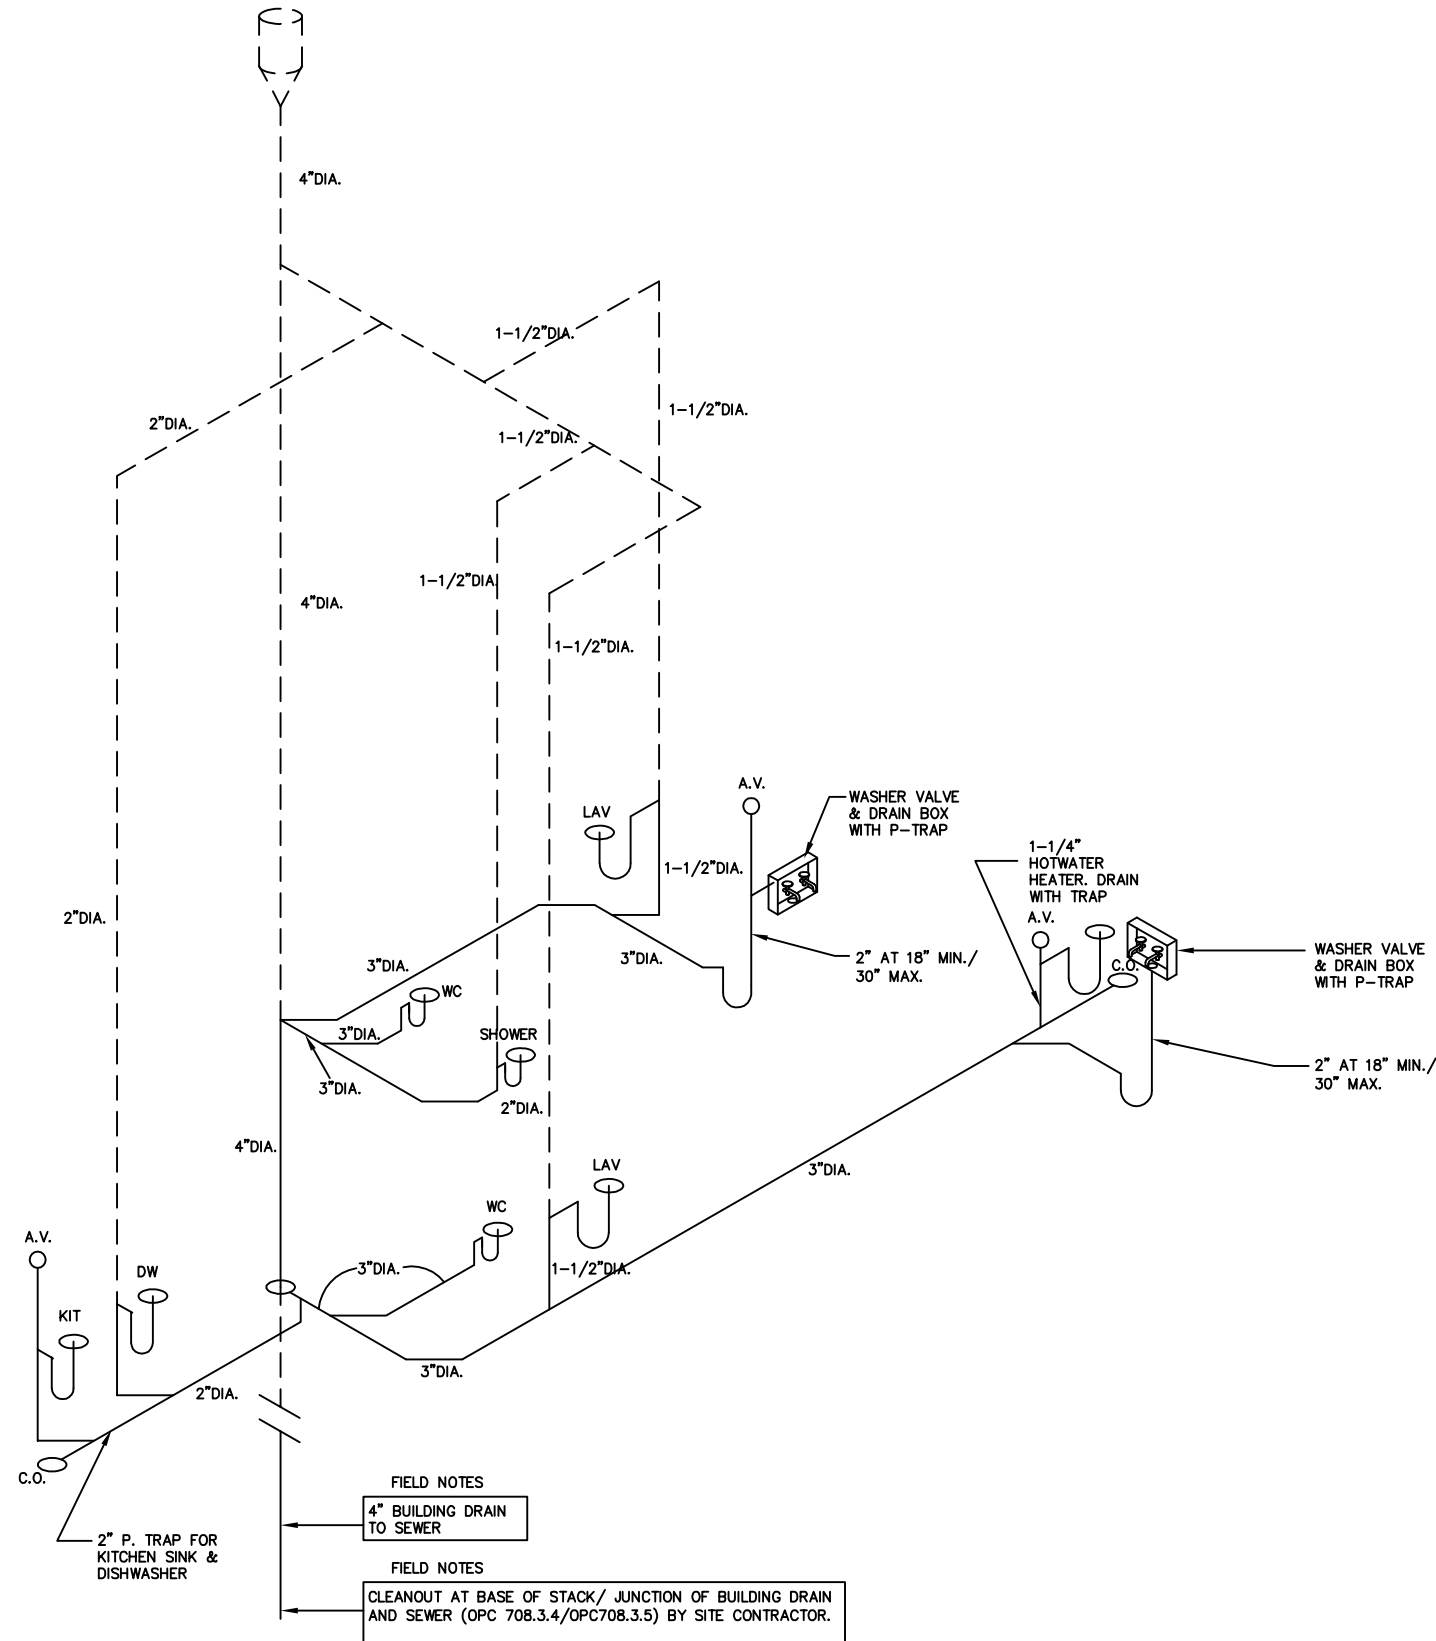 4"DIA.
1-1/2"DIA.
1-1/2"DIA.
2"DIA.
1-1/2"DIA.
1-1/2"DIA.
4"DIA.
1-1/2"DIA.
A.V.
WASHER VALVE
& DRAIN BOX
WITH P-TRAP
LAV
1-1/2"DIA.
1-1/4"
HOTWATER
HEATER. DRAIN
WITH TRAP
A.V.
2"DIA.
3"DIA.
3"DIA.
2" AT 18" MIN./
30" MAX.
C.O.
WASHER VALVE
& DRAIN BOX
WITH P-TRAP
WC
3"DIA.
SHOWER
3"DIA.
2" AT 18" MIN./
30" MAX.
2"DIA.
4"DIA.
LAV
3"DIA.
WC
A.V.
DW
3"DIA.
1-1/2"DIA.
KIT
3"DIA.
2"DIA.
C.O.
FIELD NOTES
4" BUILDING DRAIN
TO SEWER
2" P. TRAP FOR
KITCHEN SINK &
DISHWASHER
FIELD NOTES
CLEANOUT AT BASE OF STACK/ JUNCTION OF BUILDING DRAIN
AND SEWER (OPC 708.3.4/OPC708.3.5) BY SITE CONTRACTOR.